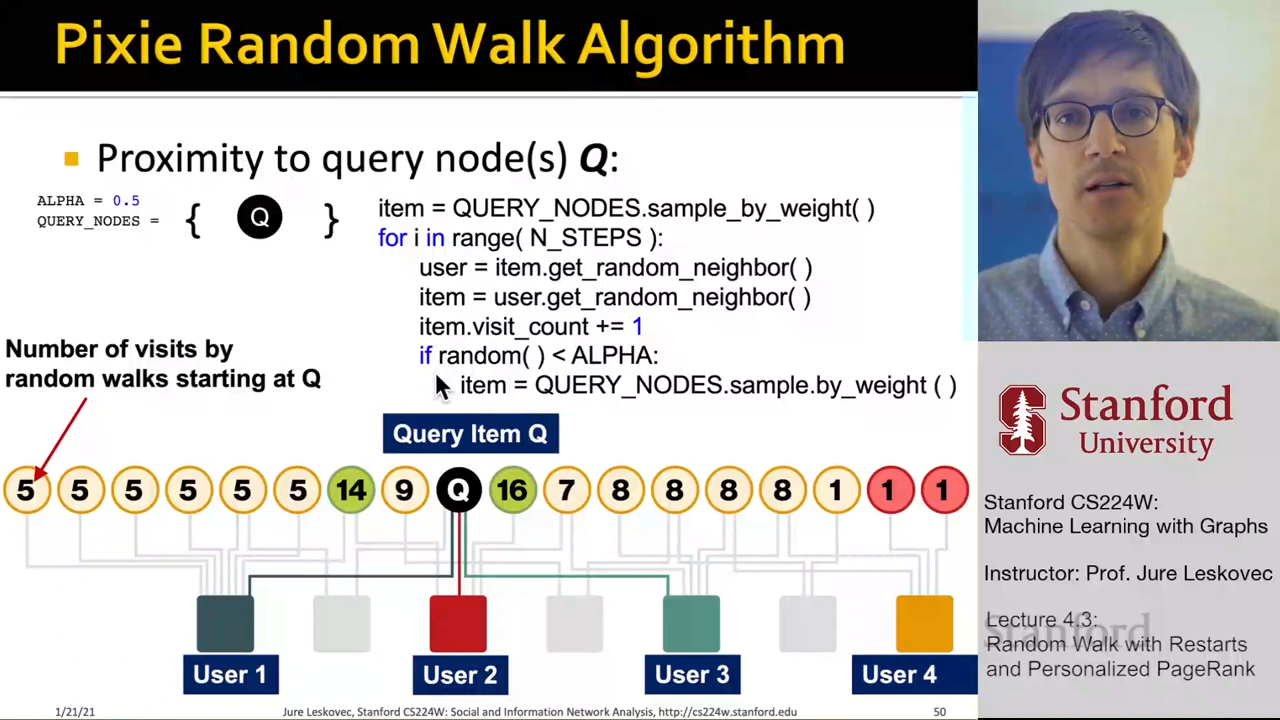 Pixie Random Walk Algorithm
Proximity to query node(s) Q:
ALPHA = 0.5
QUERY_NODES = { Q }
item = QUERY_NODES.sample_by_weight( )
for i in range( N_STEPS ):
user = item.get_random_neighbor( )
item = user.get_random_neighbor( )
item.visit_count += 1
if random( ) < ALPHA:
item = QUERY_NODES.sample.by_weight ( )
Number of visits by
random walks starting at Q
Query Item Q
5 5 5 5 5 5 14 9 Q 16 7 8 8 8 8 1 1 1
User 1 User 2 User 3 User 4
1/21/21 Jure Leskovec, Stanford CS224W: Social and Information Network Analysis, http://cs224w.stanford.edu 50
Stanford
University
Stanford CS224W:
Machine Learning with Graphs
Instructor: Prof. Jure Leskovec
Lecture 4.3:
Stanford
Random Walk with Restarts
and Personalized PageRank